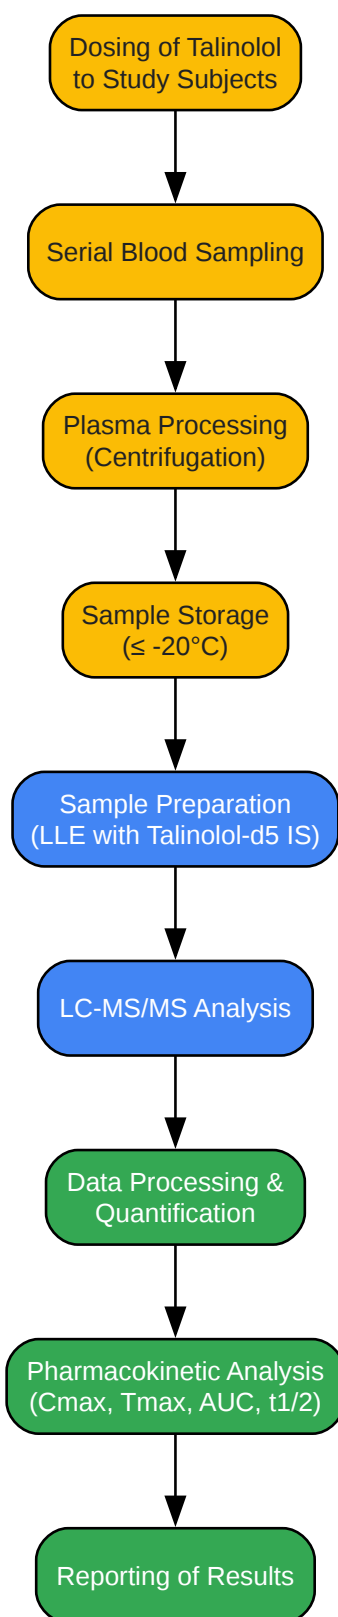 Dosing of Talinolol
to Study Subjects
Serial Blood Sampling
Plasma Processing
(Centrifugation)
Sample Storage
(≤ -20°C)
Sample Preparation
(LLE with Talinolol-d5 IS)
LC-MS/MS Analysis
Data Processing &
Quantification
Pharmacokinetic Analysis
(Cmax, Tmax, AUC, t1/2)
Reporting of Results